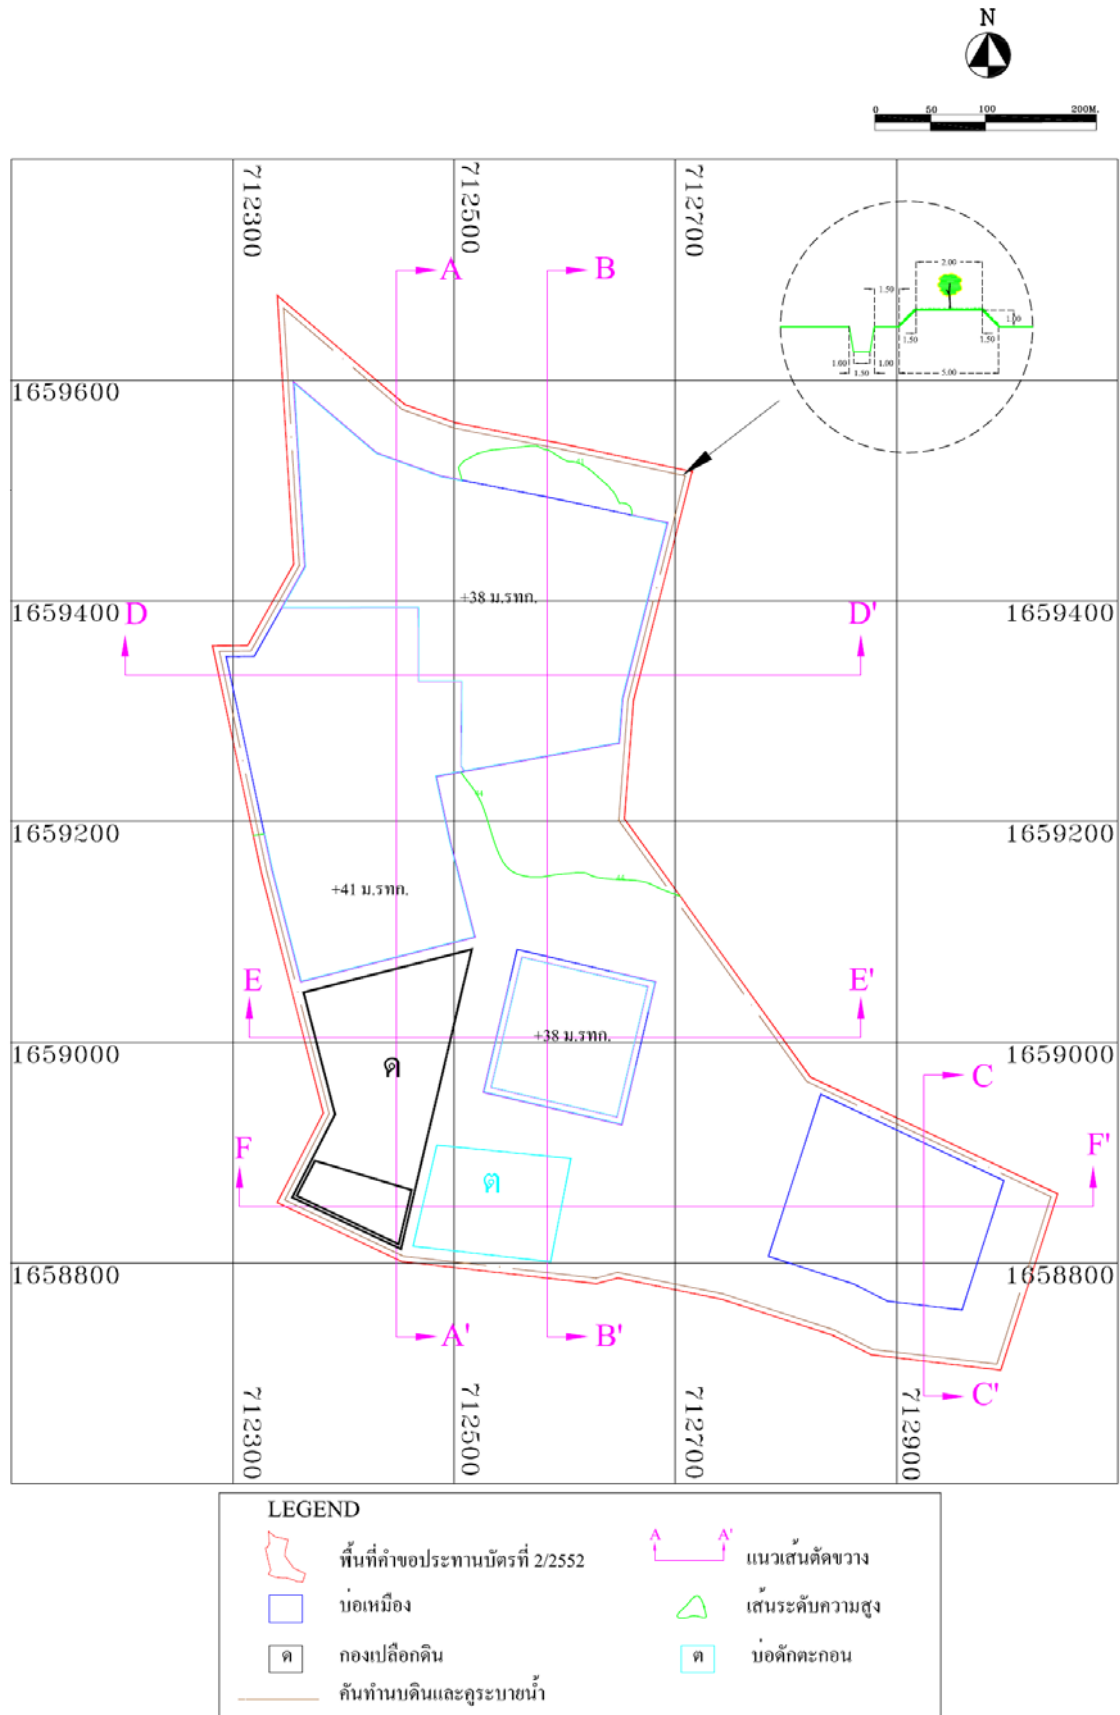 N
0 50 100 200M.
712300 712500 712700 712900
A B
2.00
1.50
1.00
1.50 1.50
1.00 1.00
1.50 5.00
1659600
+38 ม.รทก.
1659400 1659400
D D'
1659200 1659200
+41 ม.รทก.
E E'
+38 ม.รทก.
1659000 1659000
ด
C
F F'
ต
1658800 1658800
A' B'
C'
712300 712500 712700 712900
LEGEND
พื้นที่คำขอประทานบัตรที่ 2/2552
A A' แนวเส้นตัดขวาง
บ่อเหมือง
เส้นระดับความสูง
ด กองเปลือกดิน
ต บ่อดักตะกอน
คันทำนบดินและคูระบายน้ำ